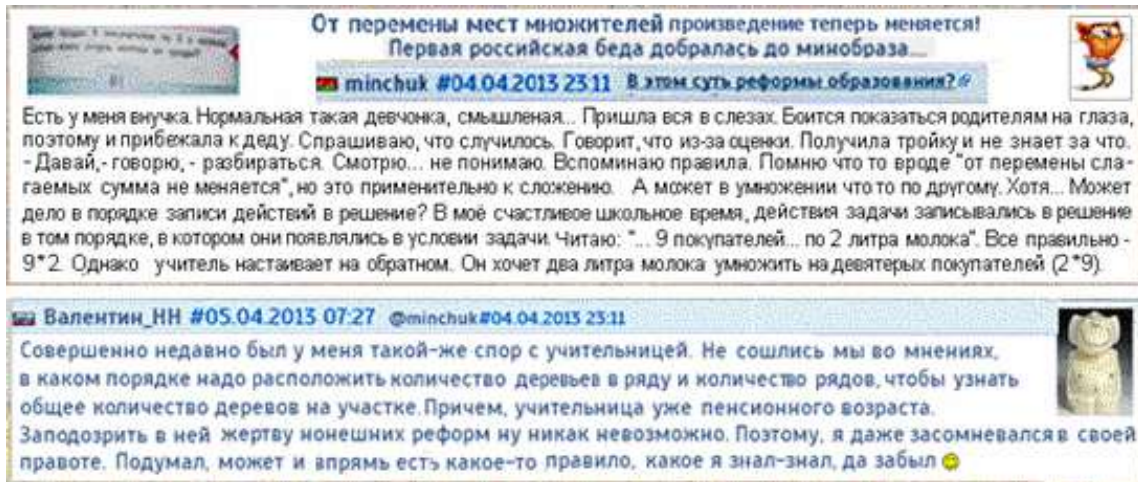 От перемены мест множителей произведение теперь меняется!
Первая российская беда добралась до минобраза...
minchuk #04.04.2013 23:11 В этом суть реформы образования?
Есть у меня внучка. Нормальная такая девчонка, смышленая... Пришла вся в слезах. Боится показаться родителям на глаза,
поэтому и прибежала к деду. Спрашиваю, что случилось. Говорит, что из-за оценки. Получила тройку и не знает за что.
- Давай,- говорю, - разбираться. Смотрю... не понимаю. Вспоминаю правила. Помню что то вроде "от перемены сла-
гаемых сумма не меняется", но это применительно к сложению. А может в умножении что то по другому. Хотя... Может
дело в порядке записи действий в решение? В моё счастливое школьное время, действия задачи записывались в решение
в том порядке, в котором они появлялись в условии задачи. Читаю: "... 9 покупателей... по 2 литра молока". Все правильно -
9*2. Однако учитель настаивает на обратном. Он хочет два литра молока умножить на девятерых покупателей (2*9).
Валентин_НН #05.04.2013 07:27 @minchuk#04.04.2013 23:11
Совершенно недавно был у меня такой-же спор с учительницей. Не сошлись мы во мнениях,
в каком порядке надо расположить количество деревьев в ряду и количество рядов, чтобы узнать
общее количество деревов на участке. Причем, учительница уже пенсионного возраста.
Заподозрить в ней жертву нонешних реформ ну никак невозможно. Поэтому, я даже засомневался в своей
правоте. Подумал, может и впрямь есть какое-то правило, какое я знал-знал, да забыл